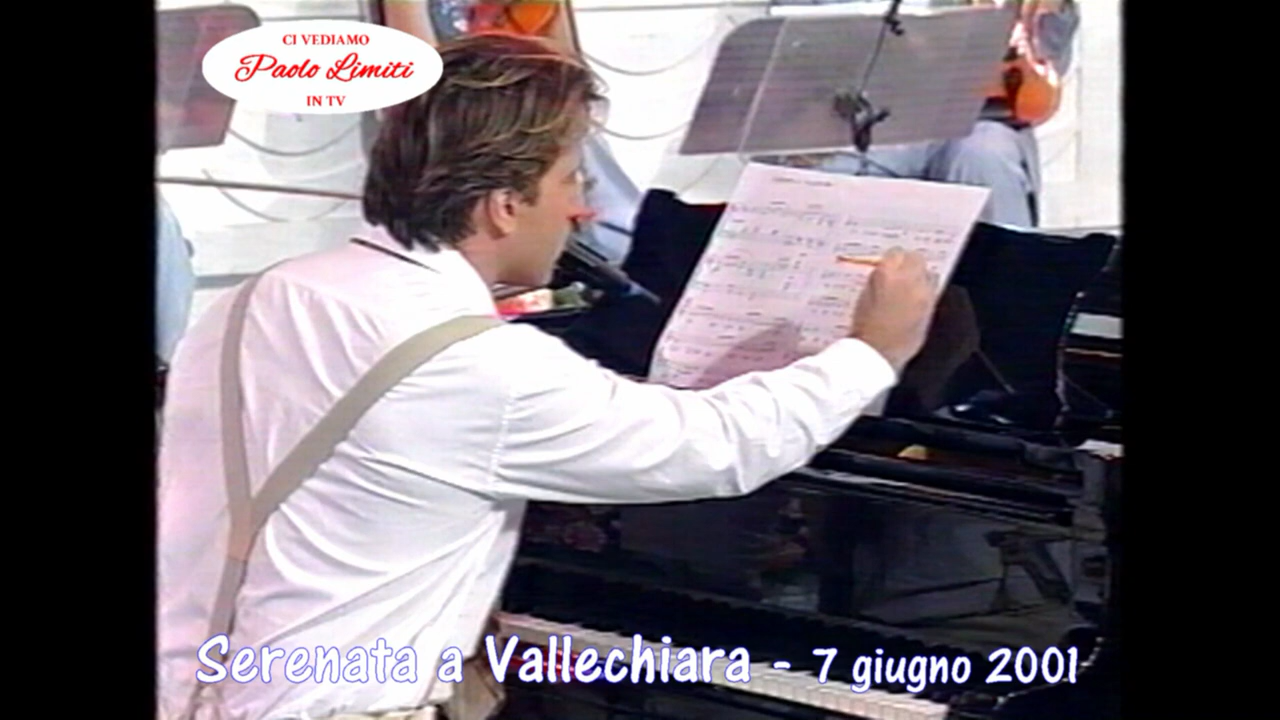 CI VEDIAMO
Paolo Limiti
IN TV
Serenata a Vallechiara - 7 giugno 2001